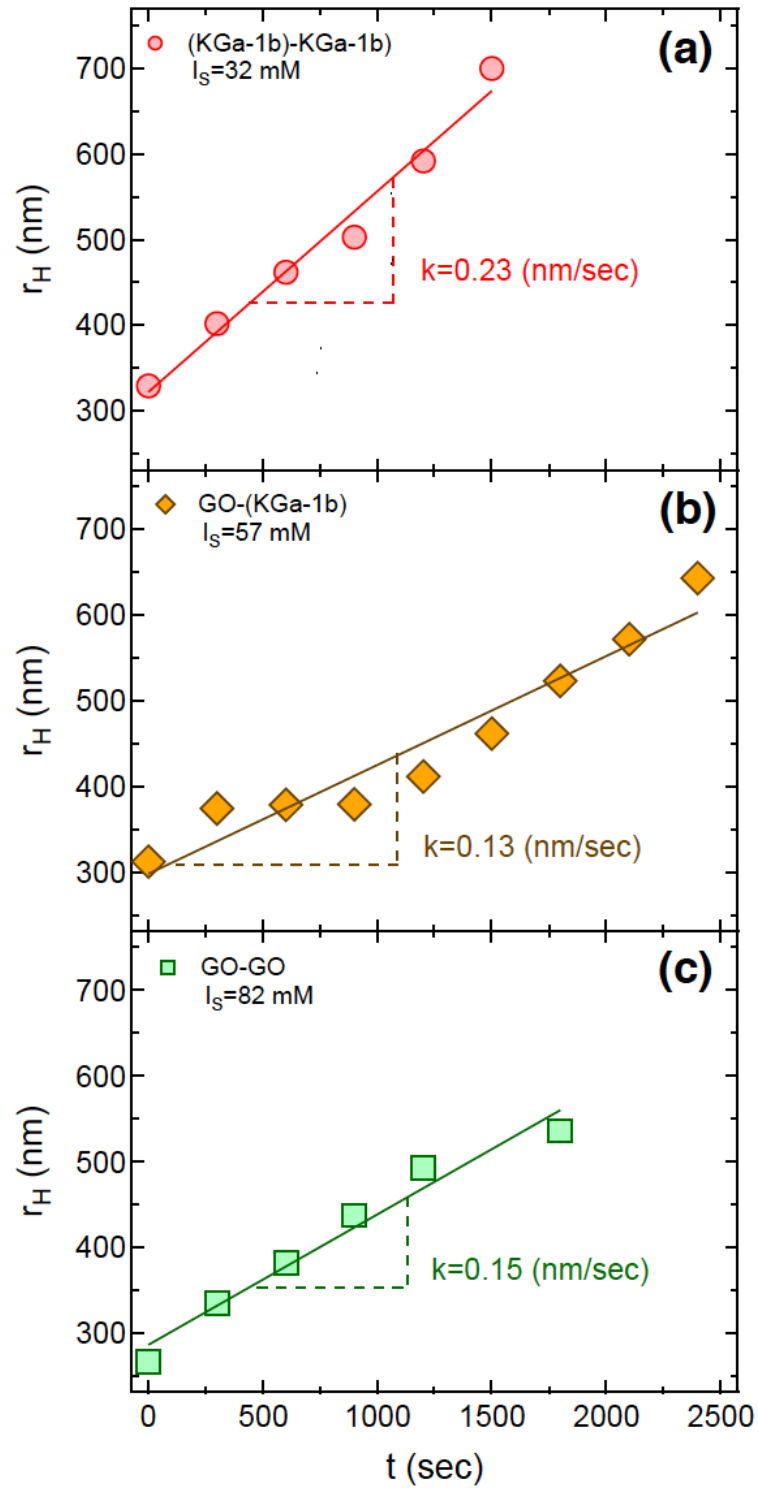 (KGa-1b)-KGa-1b)
I_S=32 mM
(a)
700
600
500
400
300
r_H (nm)
k=0.23 (nm/sec)
GO-(KGa-1b)
I_S=57 mM
(b)
700
600
500
400
300
r_H (nm)
k=0.13 (nm/sec)
GO-GO
I_S=82 mM
(c)
700
600
500
400
300
r_H (nm)
k=0.15 (nm/sec)
0 500 1000 1500 2000 2500
t (sec)